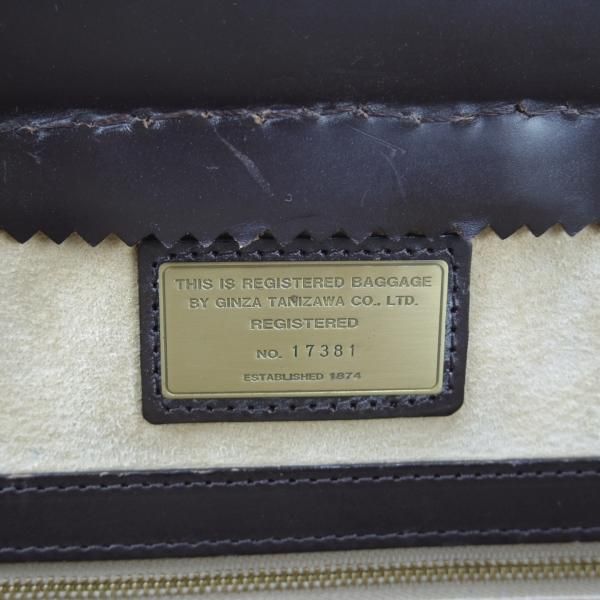 THIS IS REGISTERED BAGGAGE
BY GINZA TANIZAWA CO., LTD.
REGISTERED
NO. 17381
ESTABLISHED 1874